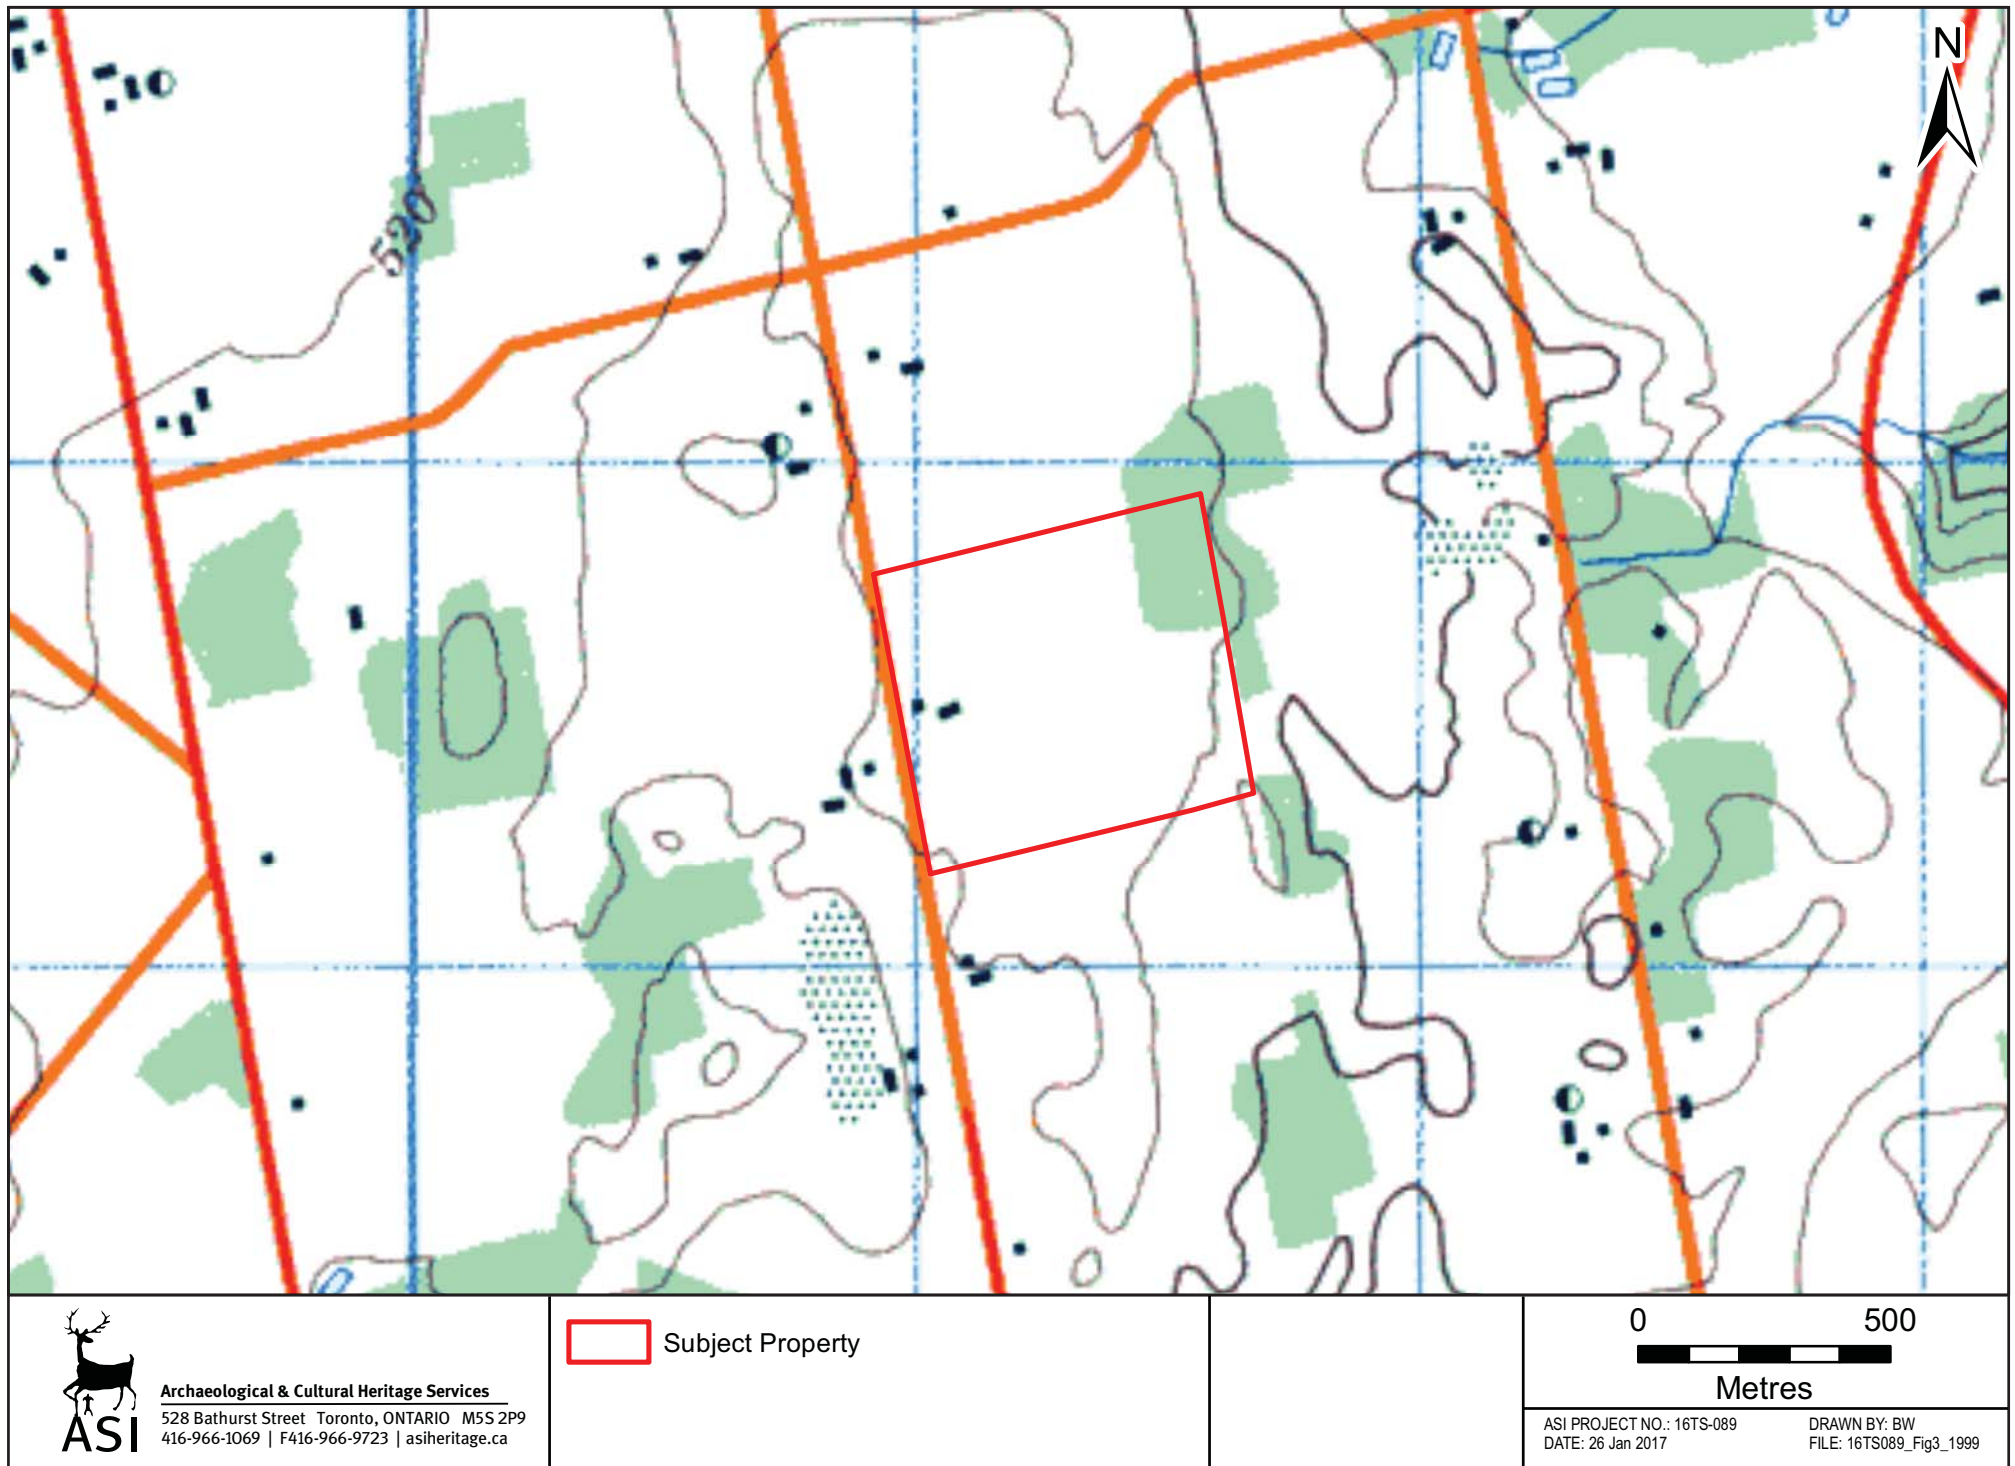 N
530
Subject Property
0 500
Metres
ASI
Archaeological & Cultural Heritage Services
528 Bathurst Street Toronto, ONTARIO M5S 2P9
416-966-1069 | F416-966-9723 | asiheritage.ca
ASI PROJECT NO.: 16TS-089 DRAWN BY: BW
DATE: 26 Jan 2017 FILE: 16TS089_Fig3_1999